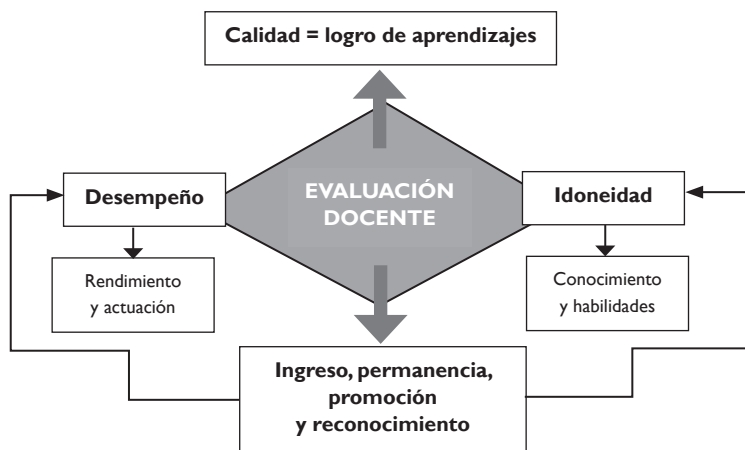 Calidad = logro de aprendizajes
Desempeño
EVALUACIÓN
DOCENTE
Idoneidad
Rendimiento
y actuación
Conocimiento
y habilidades
Ingreso, permanencia,
promoción
y reconocimiento